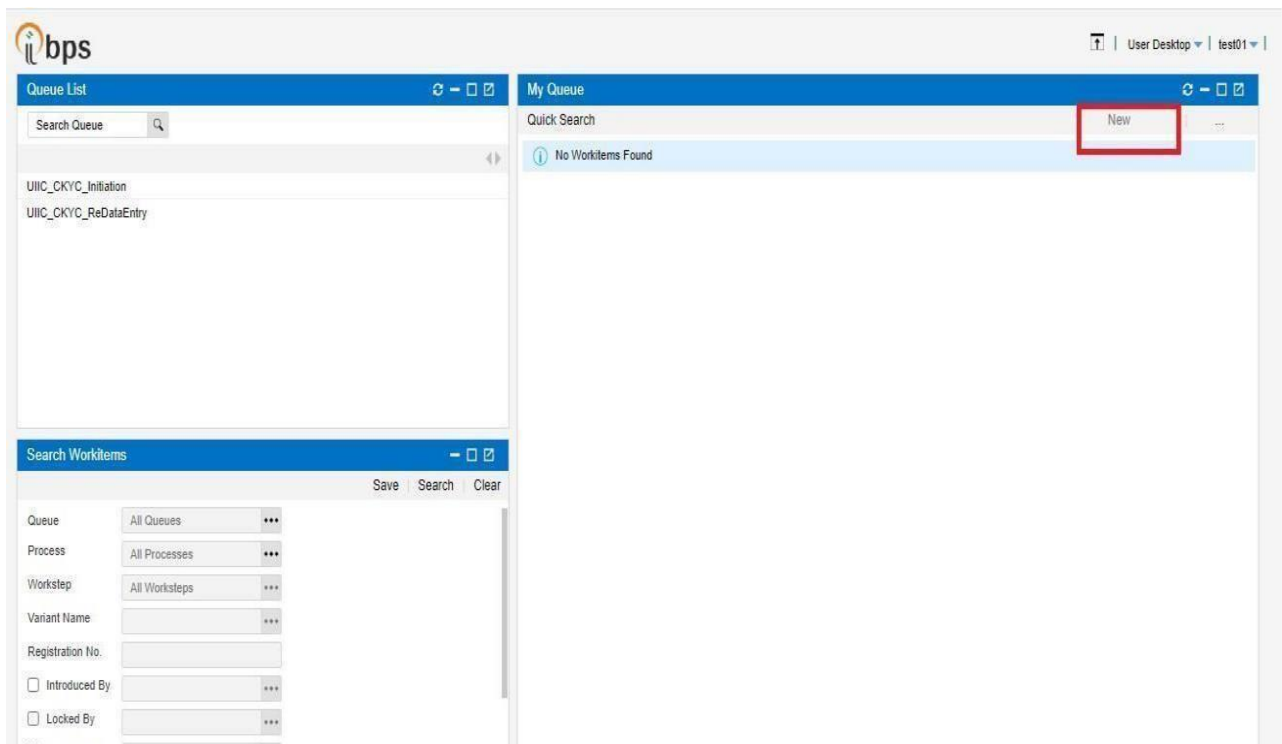 ibps
User Desktop | test01 |
Queue List
Search Queue
UIIC_CKYC_Initiation
UIIC_CKYC_ReDataEntry
My Queue
Quick Search New ...
No Workitems Found
Search Workitems
Save Search Clear
Queue All Queues
Process All Processes
Workstep All Worksteps
Variant Name
Registration No.
Introduced By
Locked By